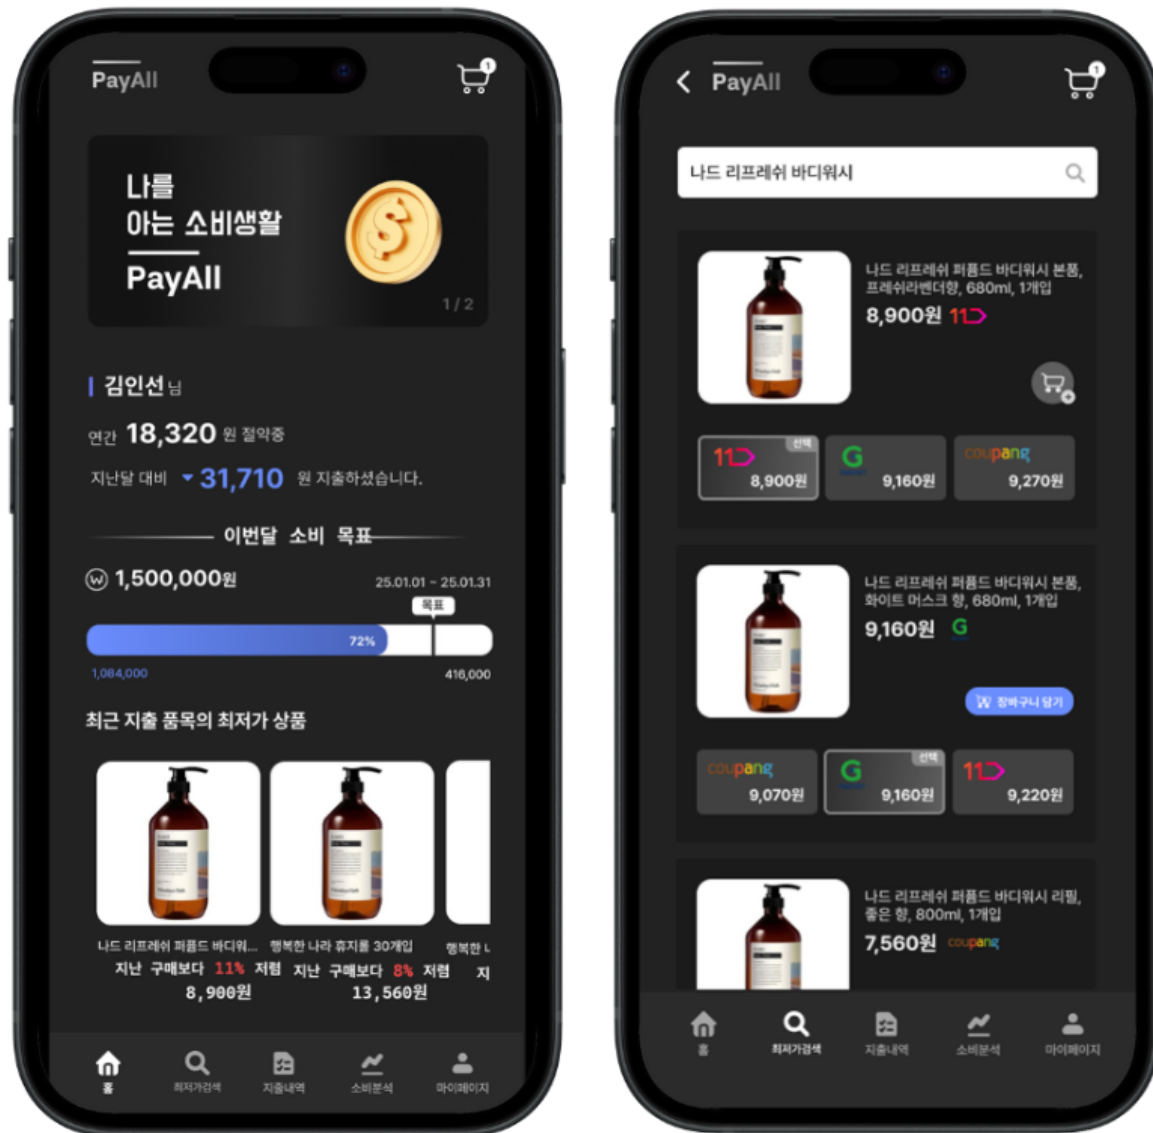 PayAll
1
나를
아는 소비생활
PayAll
1 / 2
김인선 님
연간 18,320 원 절약중
지난달 대비 31,710 원 지출하셨습니다.
이번달 소비 목표
W 1,500,000원
25.01.01 ~ 25.01.31
목표
72%
1,084,000
416,000
최근 지출 품목의 최저가 상품
나드 리프레쉬 퍼퓸드 바디워...
지난 구매보다 11% 저렴
8,900원
행복한 나라 휴지롤 30개입
지난 구매보다 8% 저렴
13,560원
행복한 ㄴ
지
홈
최저가검색
지출내역
소비분석
마이페이지
PayAll
1
나드 리프레쉬 바디워시
나드 리프레쉬 퍼퓸드 바디워시 본품,
프레쉬라벤더향, 680ml, 1개입
8,900원 11
선택
11
8,900원
G
9,160원
coupang
9,270원
나드 리프레쉬 퍼퓸드 바디워시 본품,
화이트 머스크 향, 680ml, 1개입
9,160원 G
장바구니 담기
coupang
9,070원
선택
G
9,160원
11
9,220원
나드 리프레쉬 퍼퓸드 바디워시 리필,
좋은 향, 800ml, 1개입
7,560원 coupang
홈
최저가검색
지출내역
소비분석
마이페이지